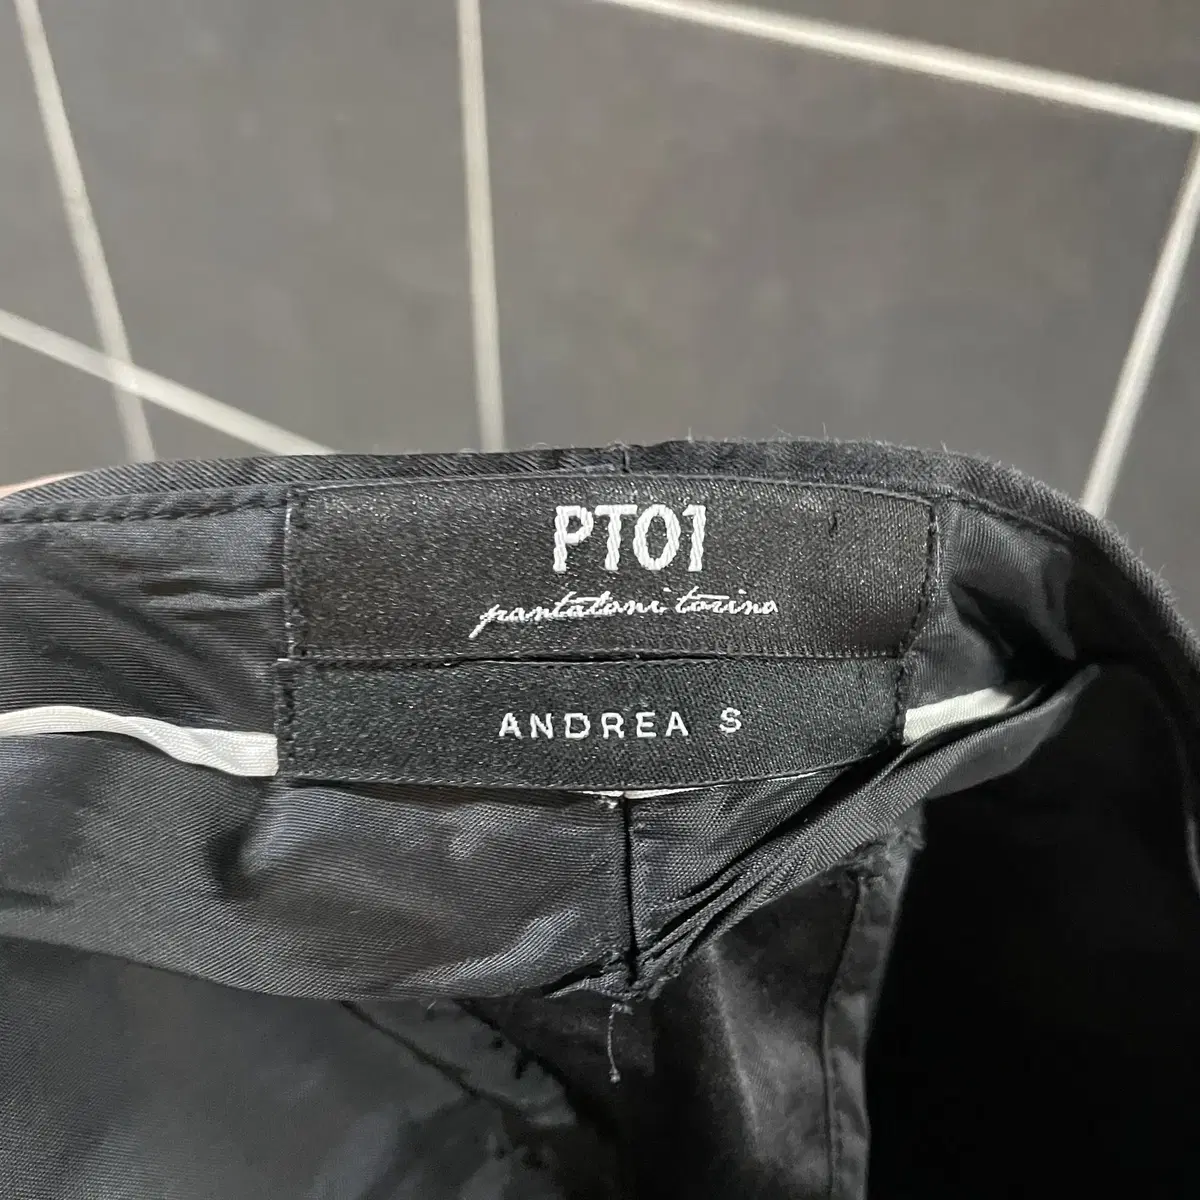 PT01
pantaloni torino
ANDREA S